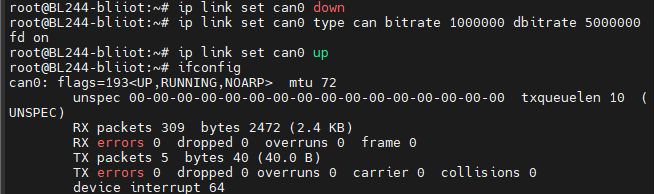 root@BL244-bliiot:~# ip link set can0 down
root@BL244-bliiot:~# ip link set can0 type can bitrate 1000000 dbitrate 5000000
fd on
root@BL244-bliiot:~# ip link set can0 up
root@BL244-bliiot:~# ifconfig
can0: flags=193<UP,RUNNING,NOARP>  mtu 72
        unspec 00-00-00-00-00-00-00-00-00-00-00-00-00-00-00-00  txqueuelen 10  (
UNSPEC)
        RX packets 309  bytes 2472 (2.4 KB)
        RX errors 0  dropped 0  overruns 0  frame 0
        TX packets 5  bytes 40 (40.0 B)
        TX errors 0  dropped 0 overruns 0  carrier 0  collisions 0
        device interrupt 64